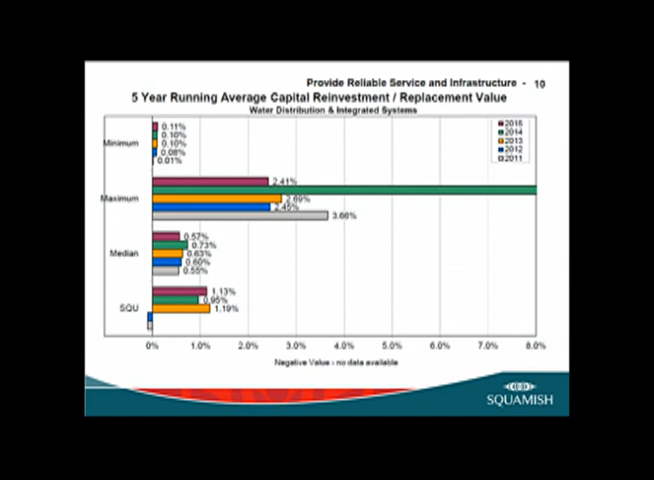 Provide Reliable Service and Infrastructure - 10
5 Year Running Average Capital Reinvestment / Replacement Value
Water Distribution & Integrated Systems
2015
2014
2013
2012
2011
Minimum
0.11%
0.10%
0.10%
0.08%
0.01%
Maximum
2.41%
2.69%
2.45%
3.66%
Median
0.57%
0.73%
0.63%
0.60%
0.55%
SQU
1.13%
0.95%
1.19%
0% 1.0% 2.0% 3.0% 4.0% 5.0% 6.0% 7.0% 8.0%
Negative Value - no data available
SQUAMISH